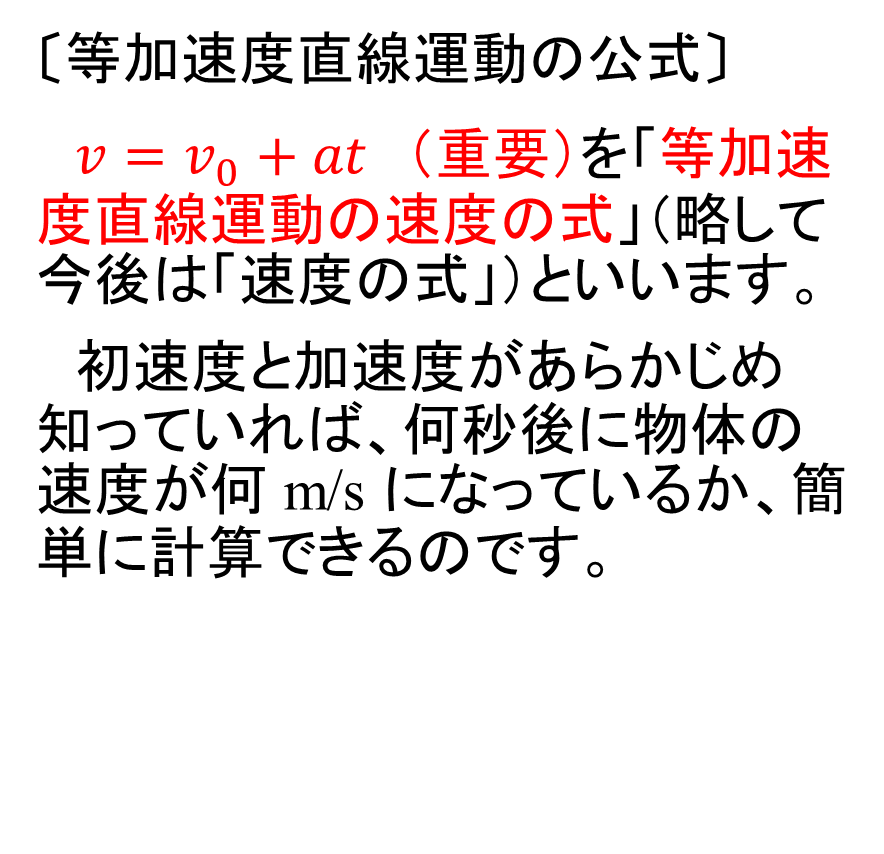 〔等加速度直線運動の公式〕
v = v₀ + at （重要）を「等加速
度直線運動の速度の式」（略して
今後は「速度の式」）といいます。
初速度と加速度があらかじめ
知っていれば、何秒後に物体の
速度が何 m/s になっているか、簡
単に計算できるのです。